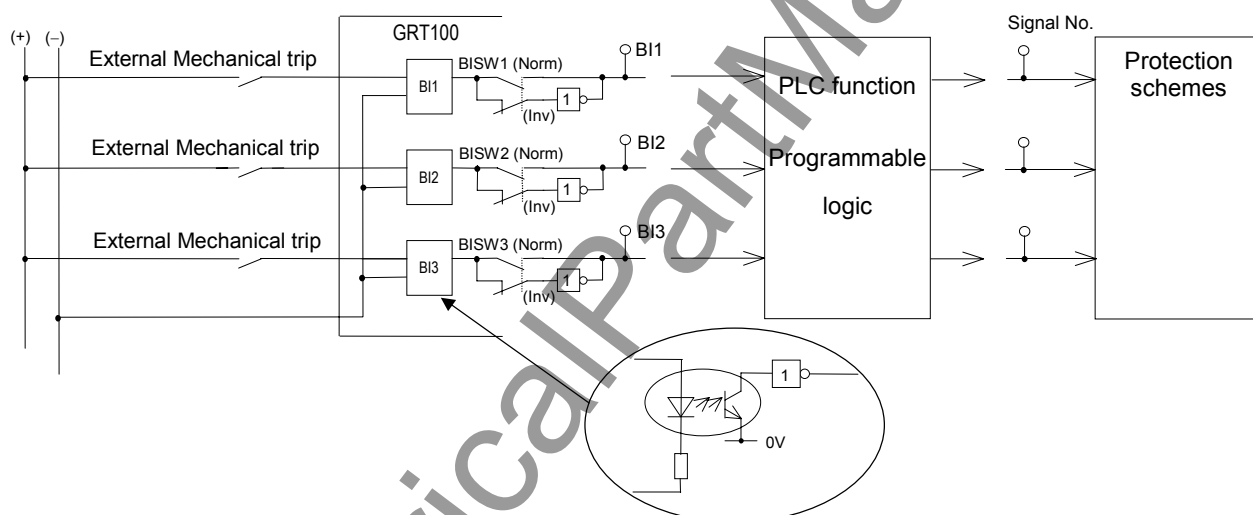 (+) (−)
GRT100
Signal No.
External Mechanical trip
BI1
BISW1 (Norm)
1
(Inv)
BI1
External Mechanical trip
BI2
BISW2 (Norm)
1
(Inv)
BI2
External Mechanical trip
BI3
BISW3 (Norm)
1
(Inv)
BI3
PLC function
Programmable
logic
Protection
schemes
1
0V